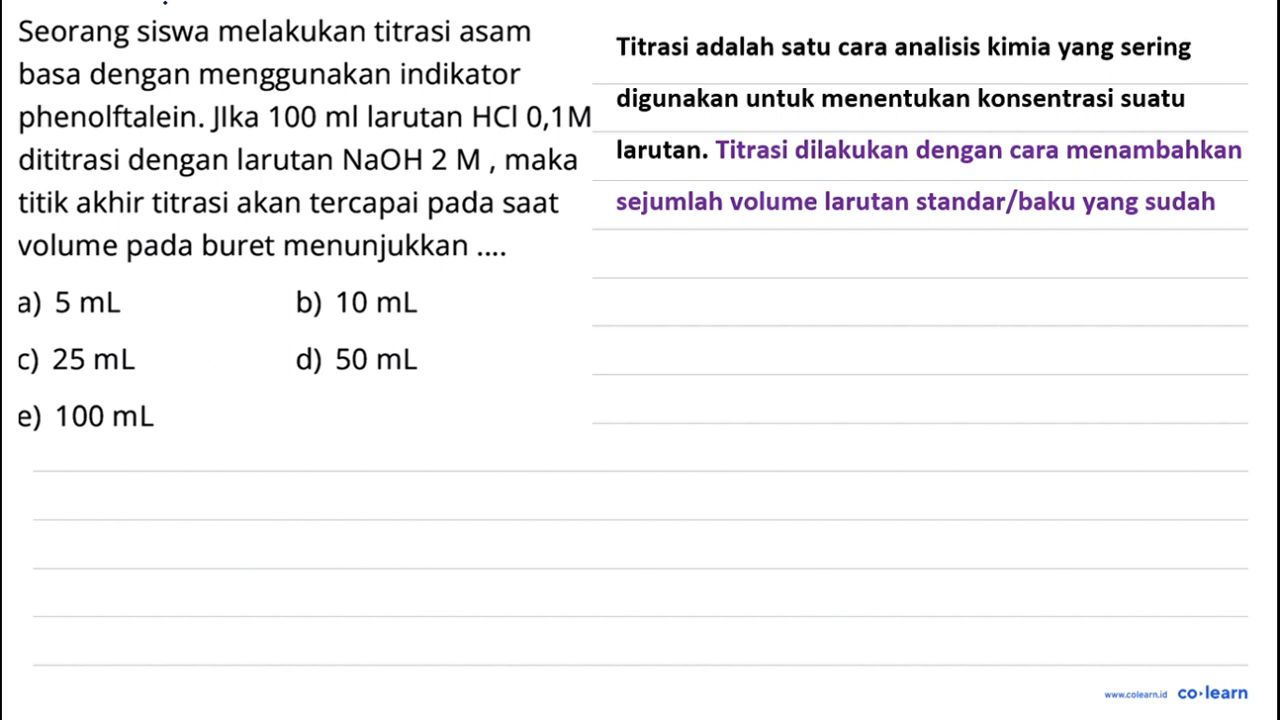 Seorang siswa melakukan titrasi asam
basa dengan menggunakan indikator
phenolftalein. JIka 100 ml larutan HCl 0,1M
dititrasi dengan larutan NaOH 2 M , maka
titik akhir titrasi akan tercapai pada saat
volume pada buret menunjukkan ....
a) 5 mL b) 10 mL
c) 25 mL d) 50 mL
e) 100 mL
Titrasi adalah satu cara analisis kimia yang sering
digunakan untuk menentukan konsentrasi suatu
larutan. Titrasi dilakukan dengan cara menambahkan
sejumlah volume larutan standar/baku yang sudah
www.colearn.id co·learn